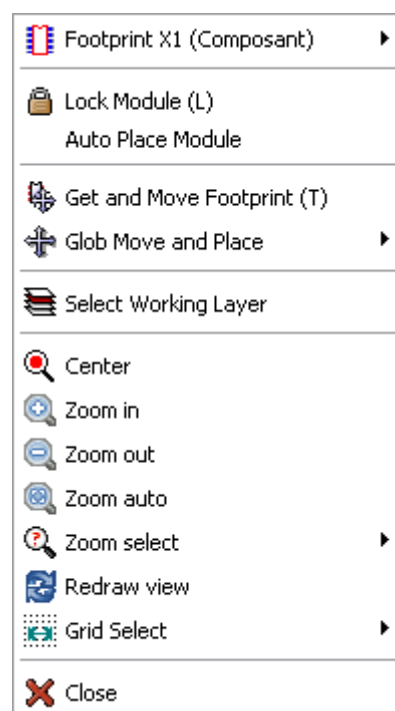 Footprint X1 (Composant)
Lock Module (L)
Auto Place Module
Get and Move Footprint (T)
Glob Move and Place
Select Working Layer
Center
Zoom in
Zoom out
Zoom auto
Zoom select
Redraw view
Grid Select
Close